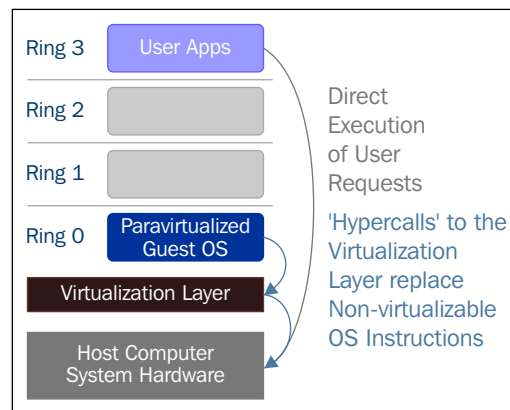 Ring 3
User Apps
Ring 2
Ring 1
Ring 0
Paravirtualized
Guest OS
Virtualization Layer
Host Computer
System Hardware
Direct
Execution
of User
Requests
'Hypercalls' to the
Virtualization
Layer replace
Non-virtualizable
OS Instructions